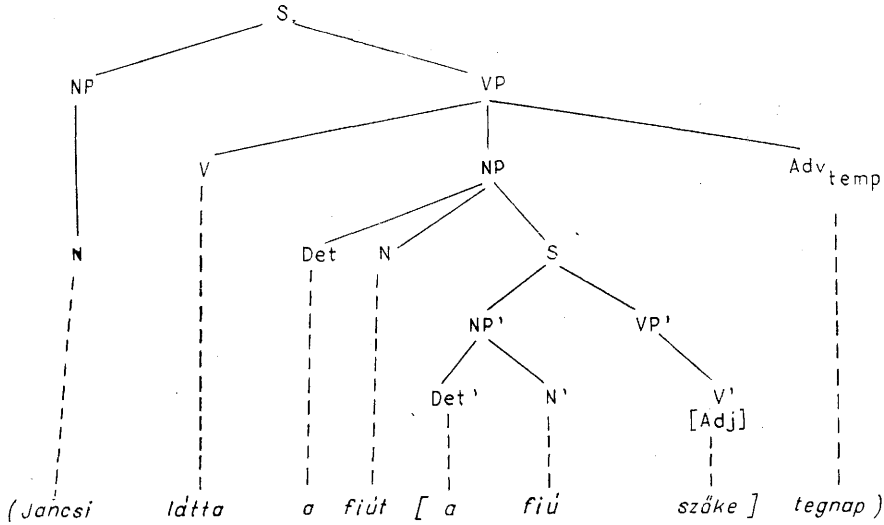 S.
NP VP
V NP Adv temp
N Det N S
NP' VP'
Det' N' V'
[Adj]
(Jancsi látta a fiút [ a fiú szőke ] tegnap)